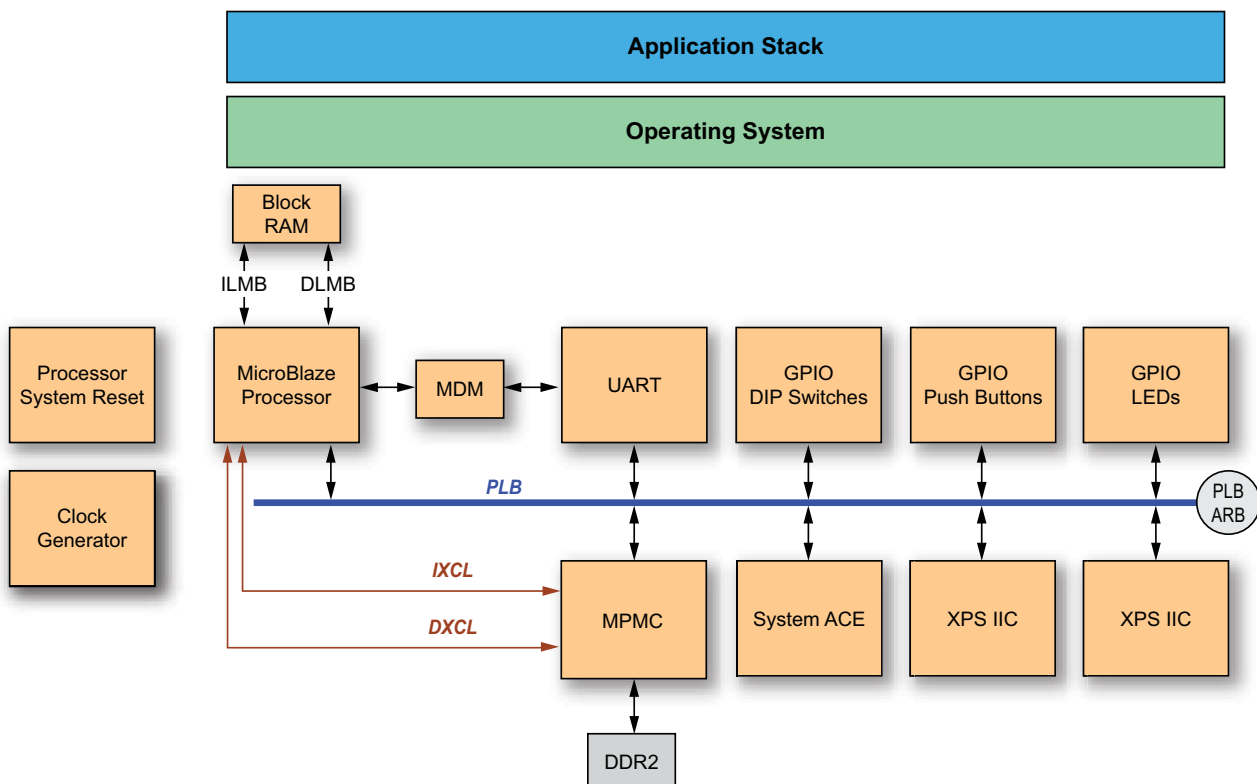 Application Stack
Operating System
Block
RAM
ILMB
DLMB
Processor
System Reset
MicroBlaze
Processor
MDM
UART
GPIO
DIP Switches
GPIO
Push Buttons
GPIO
LEDs
PLB
PLB
ARB
Clock
Generator
IXCL
DXCL
MPMC
System ACE
XPS IIC
XPS IIC
DDR2